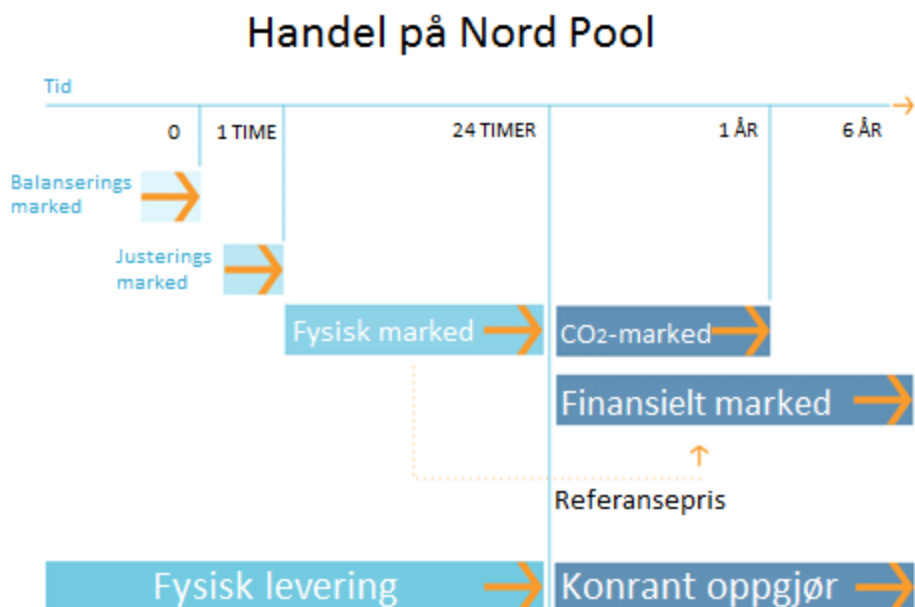 Handel på Nord Pool
Tid
0
1 TIME
24 TIMER
1 ÅR
6 ÅR
Balanserings
marked
Justerings
marked
Fysisk marked
CO2-marked
Finansielt marked
Referansepris
Fysisk levering
Konrant oppgjør